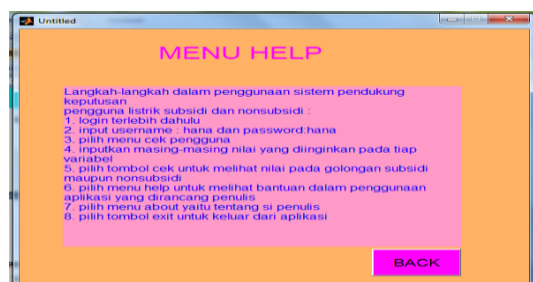 Untitled
MENU HELP
Langkah-langkah dalam penggunaan sistem pendukung
keputusan
pengguna listrik subsidi dan nonsubsidi :
1. login terlebih dahulu
2. input username : hana dan password:hana
3. pilih menu cek pengguna
4. inputkan masing-masing nilai yang diinginkan pada tiap
variabel
5. pilih tombol cek untuk melihat nilai pada golongan subsidi
maupun nonsubsidi
6. pilih menu help untuk melihat bantuan dalam penggunaan
aplikasi yang dirancang penulis
7. pilih menu about yaitu tentang si penulis
8. pilih tombol exit untuk keluar dari aplikasi
BACK